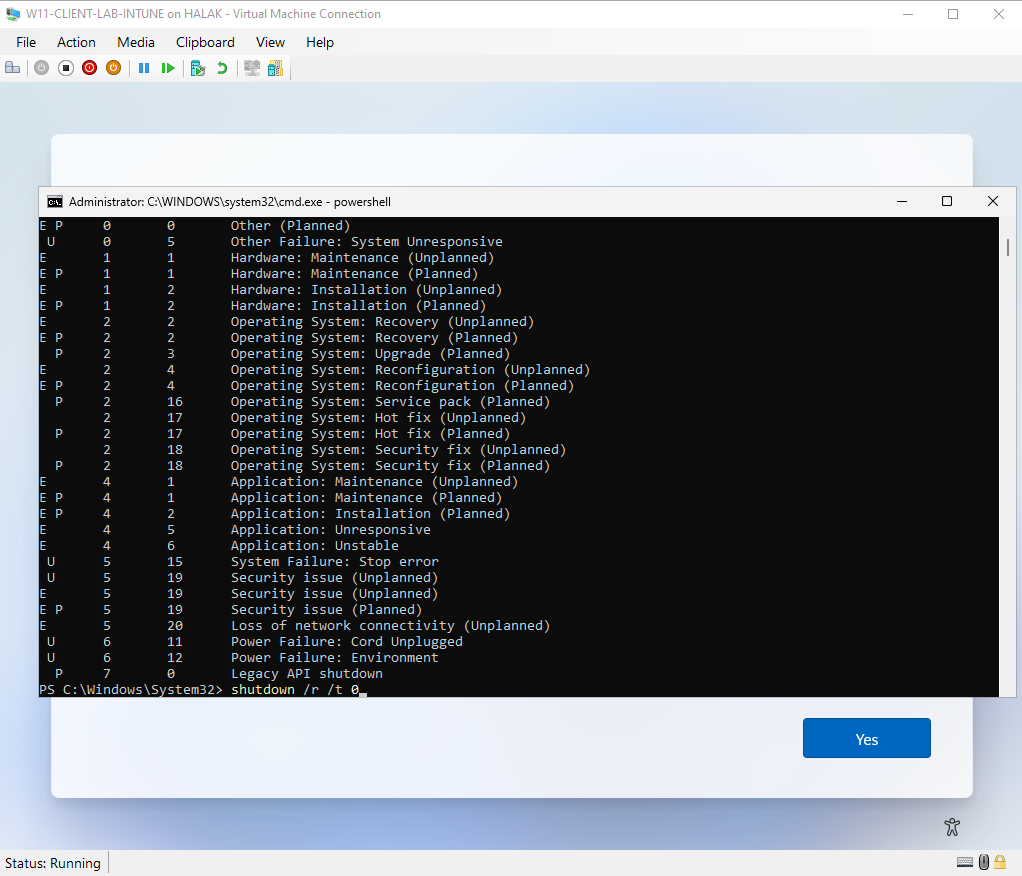 W11-CLIENT-LAB-INTUNE on HALAK - Virtual Machine Connection
File Action Media Clipboard View Help
Administrator: C:\WINDOWS\system32\cmd.exe - powershell
E P 0 0 Other (Planned)
U 0 5 Other Failure: System Unresponsive
E 1 1 Hardware: Maintenance (Unplanned)
E P 1 1 Hardware: Maintenance (Planned)
E 1 2 Hardware: Installation (Unplanned)
E P 1 2 Hardware: Installation (Planned)
E 2 2 Operating System: Recovery (Unplanned)
E P 2 2 Operating System: Recovery (Planned)
P 2 3 Operating System: Upgrade (Planned)
E 2 4 Operating System: Reconfiguration (Unplanned)
E P 2 4 Operating System: Reconfiguration (Planned)
P 2 16 Operating System: Service pack (Planned)
2 17 Operating System: Hot fix (Unplanned)
P 2 17 Operating System: Hot fix (Planned)
2 18 Operating System: Security fix (Unplanned)
P 2 18 Operating System: Security fix (Planned)
E 4 1 Application: Maintenance (Unplanned)
E P 4 1 Application: Maintenance (Planned)
E P 4 2 Application: Installation (Planned)
E 4 5 Application: Unresponsive
E 4 6 Application: Unstable
U 5 15 System Failure: Stop error
U 5 19 Security issue (Unplanned)
E 5 19 Security issue (Unplanned)
E P 5 19 Security issue (Planned)
E 5 20 Loss of network connectivity (Unplanned)
U 6 11 Power Failure: Cord Unplugged
U 6 12 Power Failure: Environment
P 7 0 Legacy API shutdown
PS C:\Windows\System32> shutdown /r /t 0
Yes
Status: Running